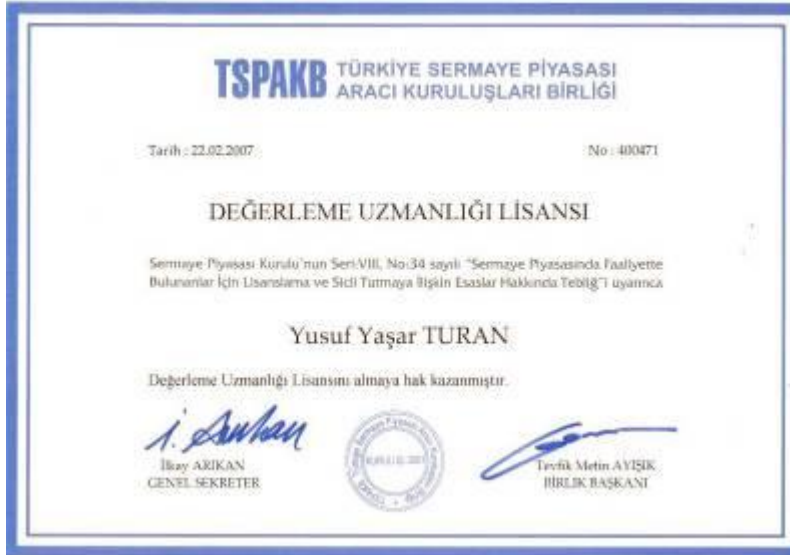 TSPAKB TÜRKİYE SERMAYE PİYASASI
ARACI KURULUŞLARI BİRLİĞİ
Tarih : 22.02.2007
No : 400471
DEĞERLEME UZMANLIĞI LİSANSI
Sermaye Piyasası Kurulu'nun Seri:VIII, No:34 sayılı "Sermaye Piyasasında Faaliyette
Bulunanlar İçin Lisanslama ve Sicil Tutmaya İlişkin Esaslar Hakkında Tebliğ"i uyarınca
Yusuf Yaşar TURAN
Değerleme Uzmanlığı Lisansını almaya hak kazanmıştır.
İlkay ARIKAN
GENEL SEKRETER
Tevfik Metin AYIŞIK
BİRLİK BAŞKANI